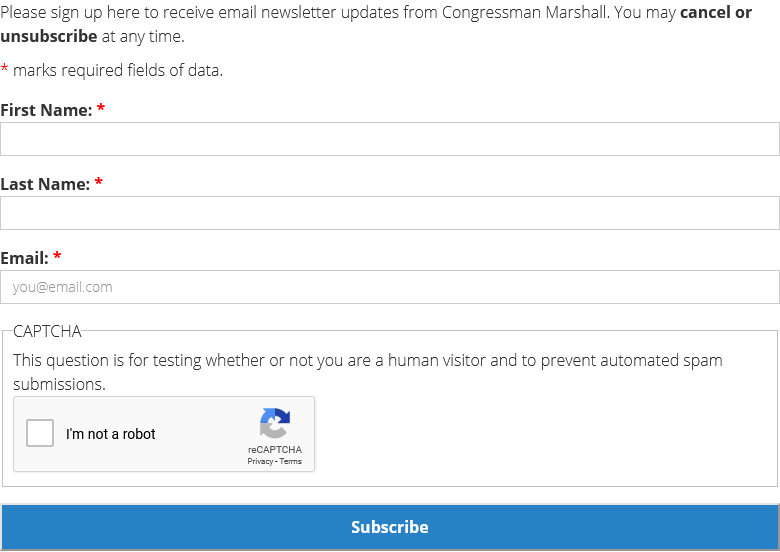 Please sign up here to receive email newsletter updates from Congressman Marshall. You may cancel or
unsubscribe at any time.
* marks required fields of data.
First Name: *
Last Name: *
Email: *
you@email.com
CAPTCHA
This question is for testing whether or not you are a human visitor and to prevent automated spam
submissions.
I'm not a robot
reCAPTCHA
Privacy - Terms
Subscribe